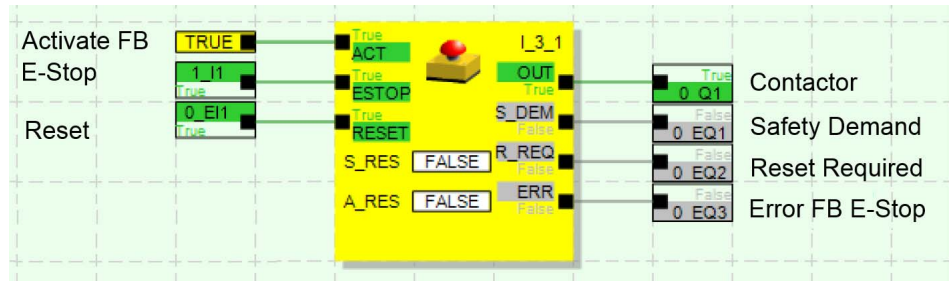 Activate FB TRUE True ACT I_3_1
E-Stop 1_I1 True True ESTOP OUT True True 0 Q1 Contactor
Reset 0_EI1 True True RESET S_DEM False False 0 EQ1 Safety Demand
S_RES FALSE R_REQ False False 0 EQ2 Reset Required
A_RES FALSE ERR False False 0 EQ3 Error FB E-Stop